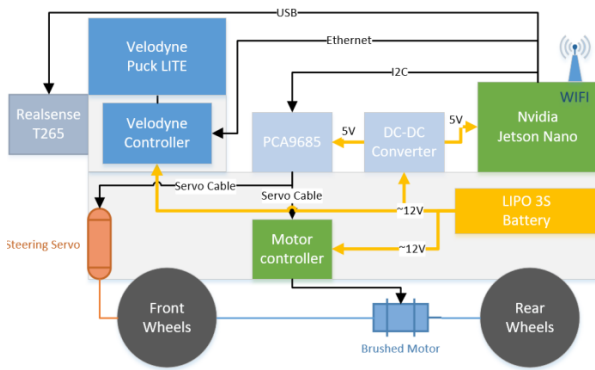 USB
Ethernet
I2C
Velodyne
Puck LITE
WIFI
Realsense
T265
Velodyne
Controller
PCA9685
5V
DC-DC
Converter
5V
Nvidia
Jetson Nano
Servo Cable
Servo Cable
~12V
LIPO 3S
Battery
Steering Servo
Motor
controller
~12V
Front
Wheels
Brushed Motor
Rear
Wheels